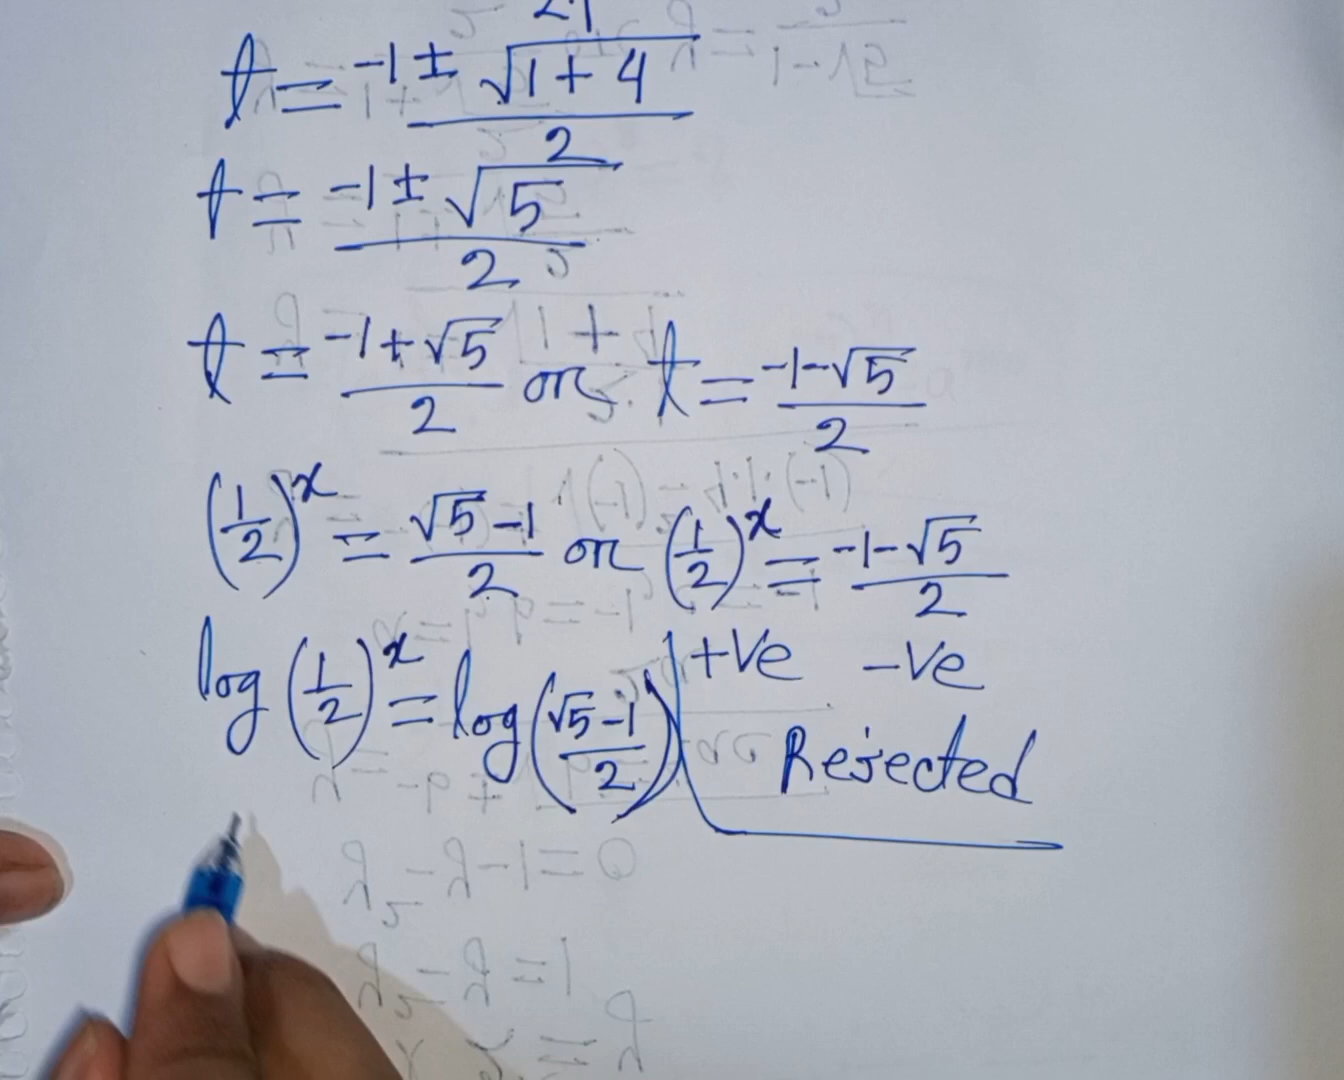 t = -1 ± √1+4 / 2
t = -1 ± √5 / 2
t = -1+√5 / 2 or t = -1-√5 / 2
(1/2)^x = √5-1 / 2 or (1/2)^x = -1-√5 / 2
log (1/2)^x = log (√5-1 / 2) +ve -ve
Rejected